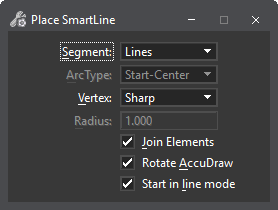 Place SmartLine
Segment: Lines
ArcType: Start-Center
Vertex: Sharp
Radius: 1.000
Join Elements
Rotate AccuDraw
Start in line mode